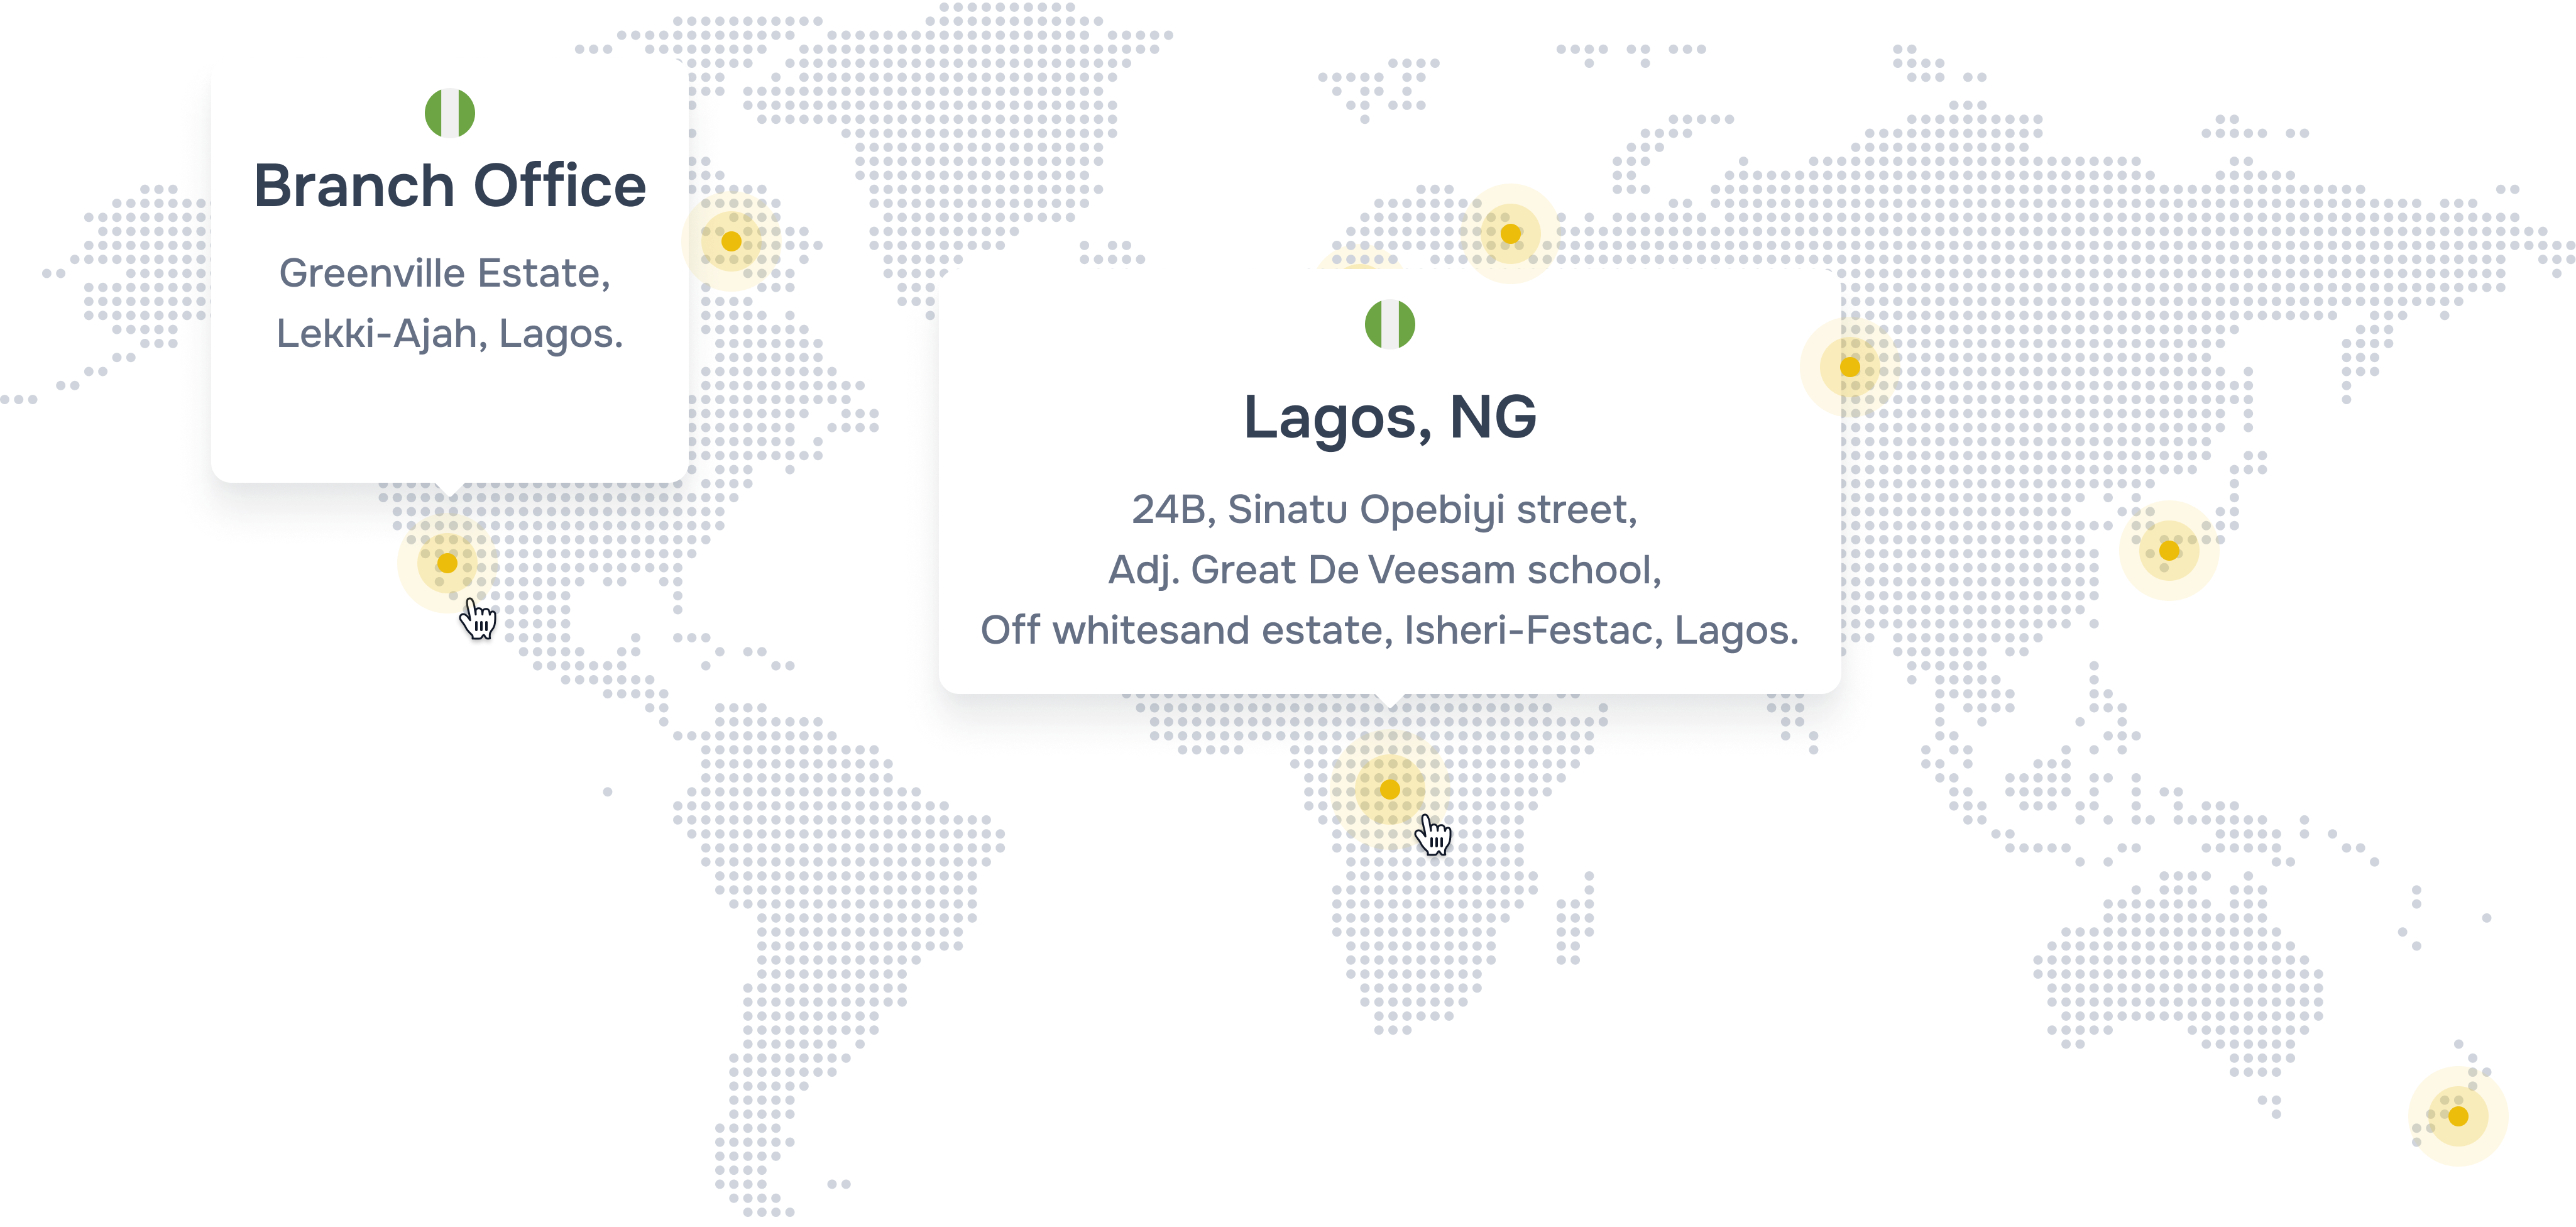 Branch Office
Greenville Estate,
Lekki-Ajah, Lagos.
Lagos, NG
24B, Sinatu Opebiyi street,
Adj. Great De Veesam school,
Off whitesand estate, Isheri-Festac, Lagos.